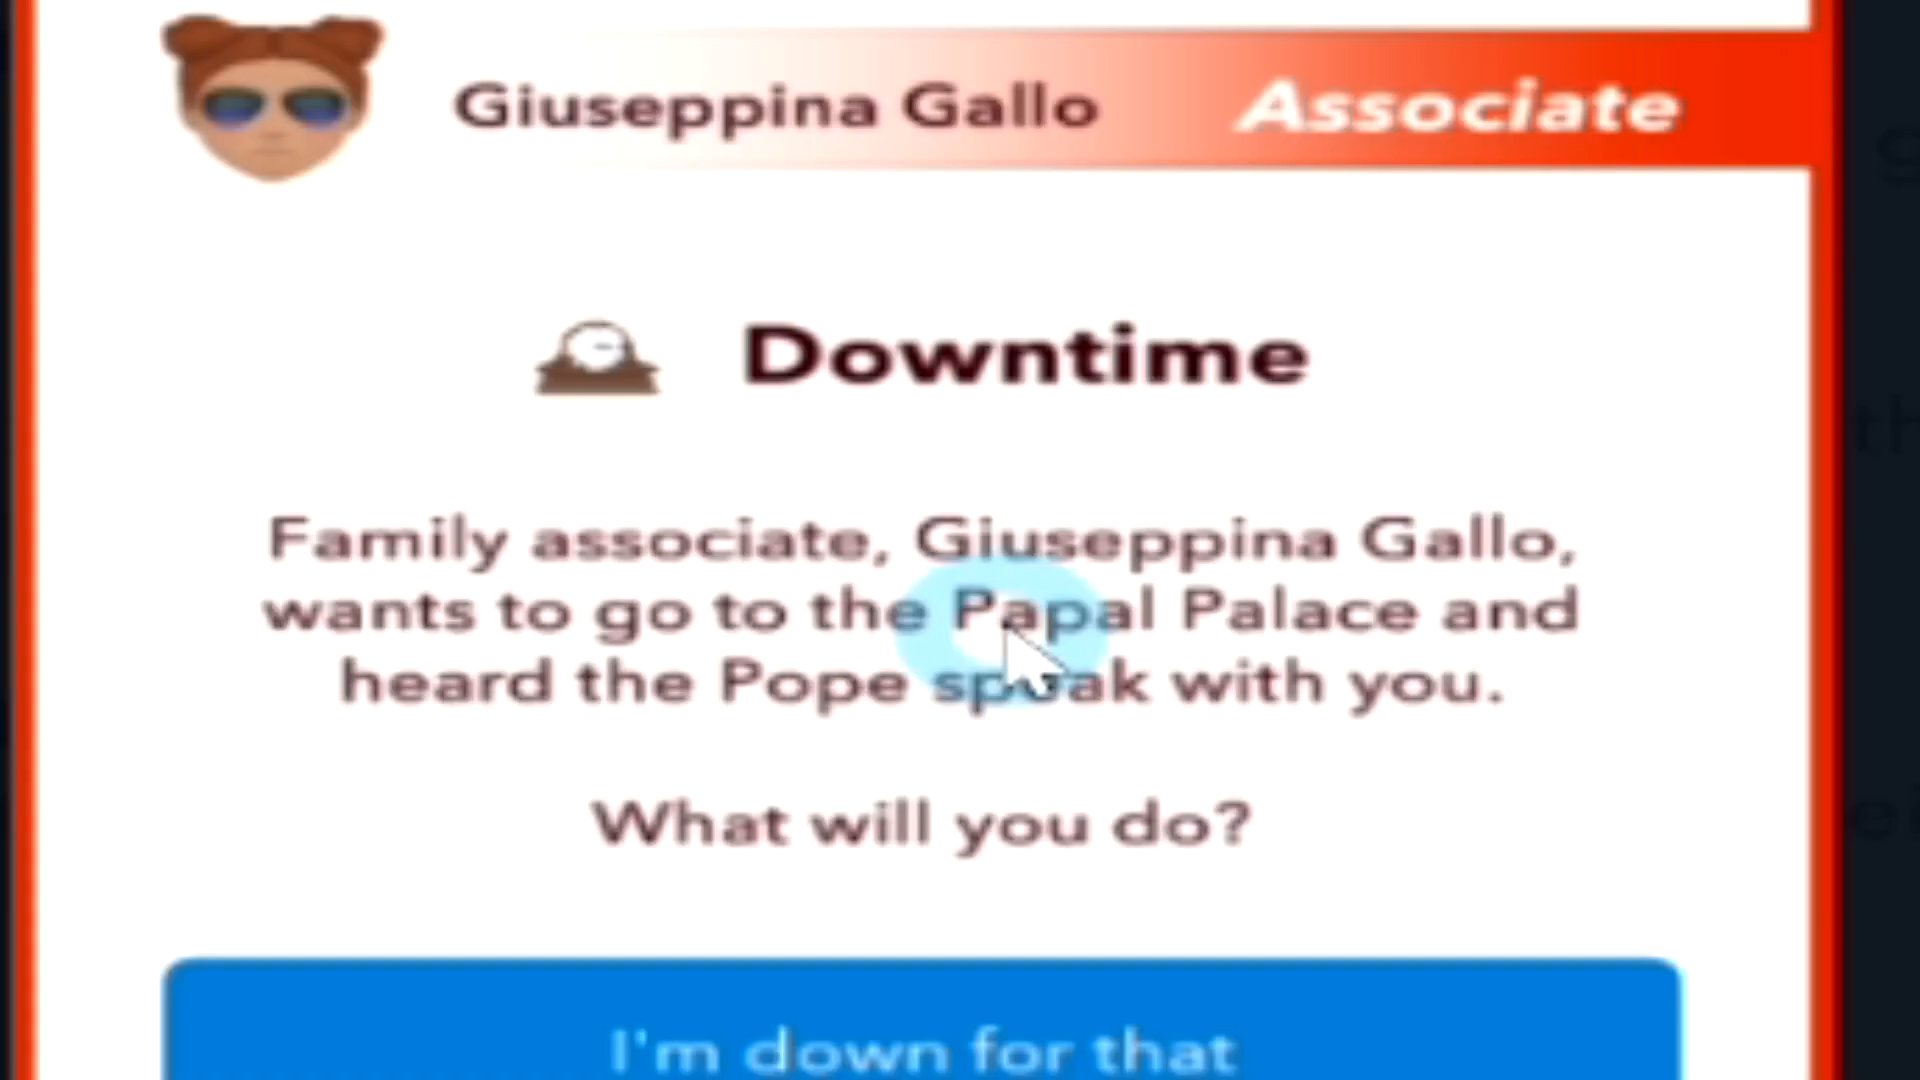 Giuseppina Gallo Associate
Downtime
Family associate, Giuseppina Gallo,
wants to go to the Papal Palace and
heard the Pope speak with you.
What will you do?
I'm down for that